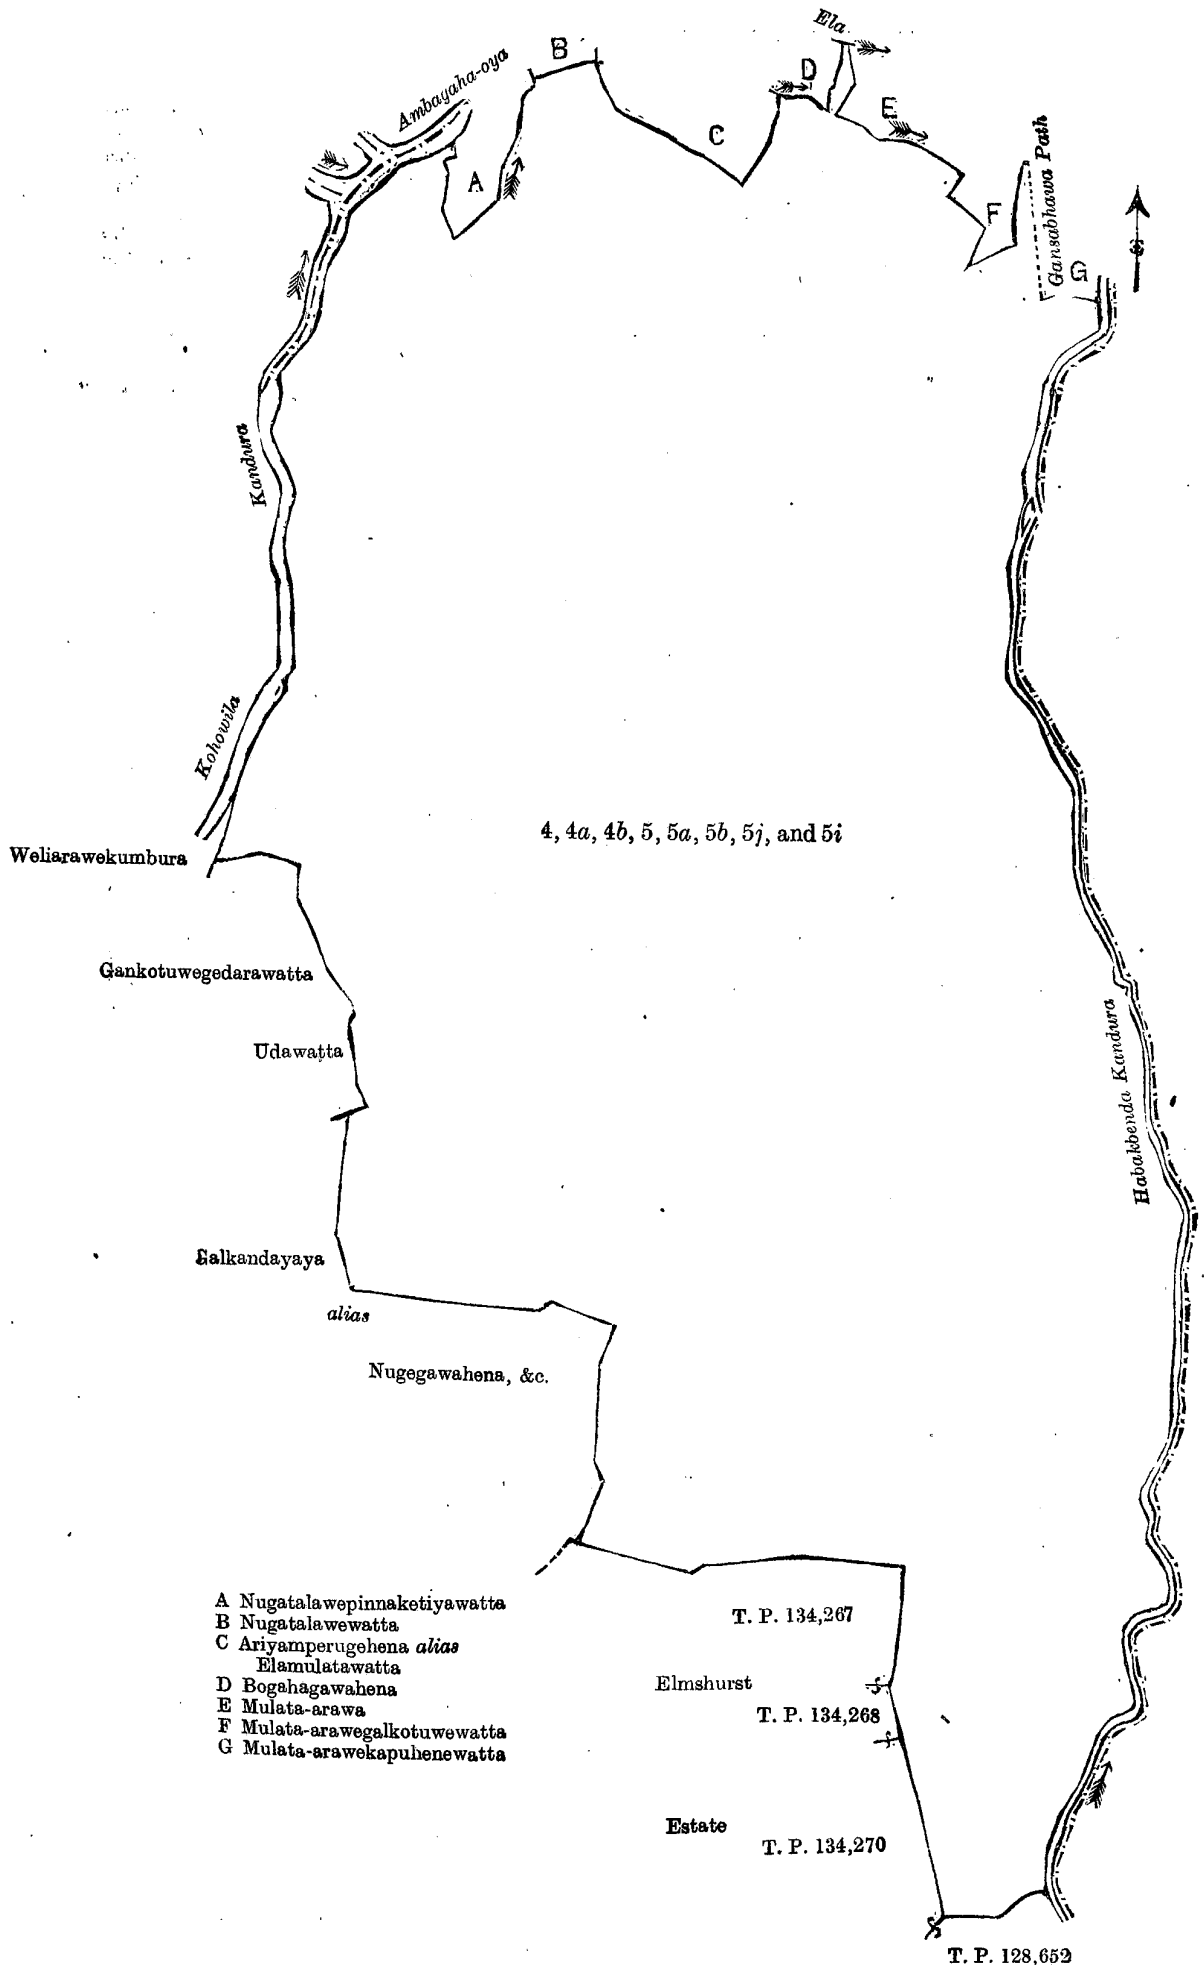 Ela
B
Ambagaha-oya
D
E
C
A
F
Gansabhawa Path
G
Kandura
Kohowila
4, 4a, 4b, 5, 5a, 5b, 5j, and 5i
Weliarawekumbura
Gankotuwegedarawatta
Udawatta
Habakbenda Kandura
Galkandayaya
alias
Nugegawahena, &c.
A Nugatalawepinnaketiyawatta
B Nugatalawewatta
C Ariyamperugehena alias
Elamulatawatta
D Bogahagawahena
E Mulata-arawa
F Mulata-arawegalkotuwewatta
G Mulata-arawekapuhenewatta
T. P. 134,267
Elmshurst
T. P. 134,268
Estate
T. P. 134,270
T. P. 128,652